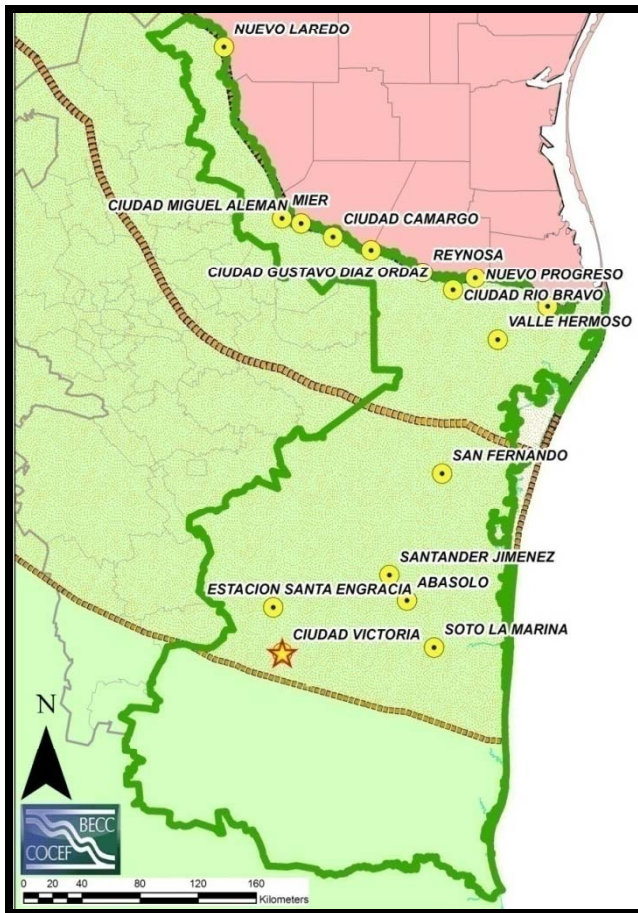 NUEVO LAREDO
CIUDAD MIGUEL ALEMAN
MIER
CIUDAD CAMARGO
REYNOSA
CIUDAD GUSTAVO DIAZ ORDAZ
NUEVO PROGRESO
CIUDAD RIO BRAVO
VALLE HERMOSO
SAN FERNANDO
SANTANDER JIMENEZ
ESTACION SANTA ENGRACIA
ABASOLO
CIUDAD VICTORIA
SOTO LA MARINA
N
BECC
COCEF
0 20 40 80 120 160
Kilometers